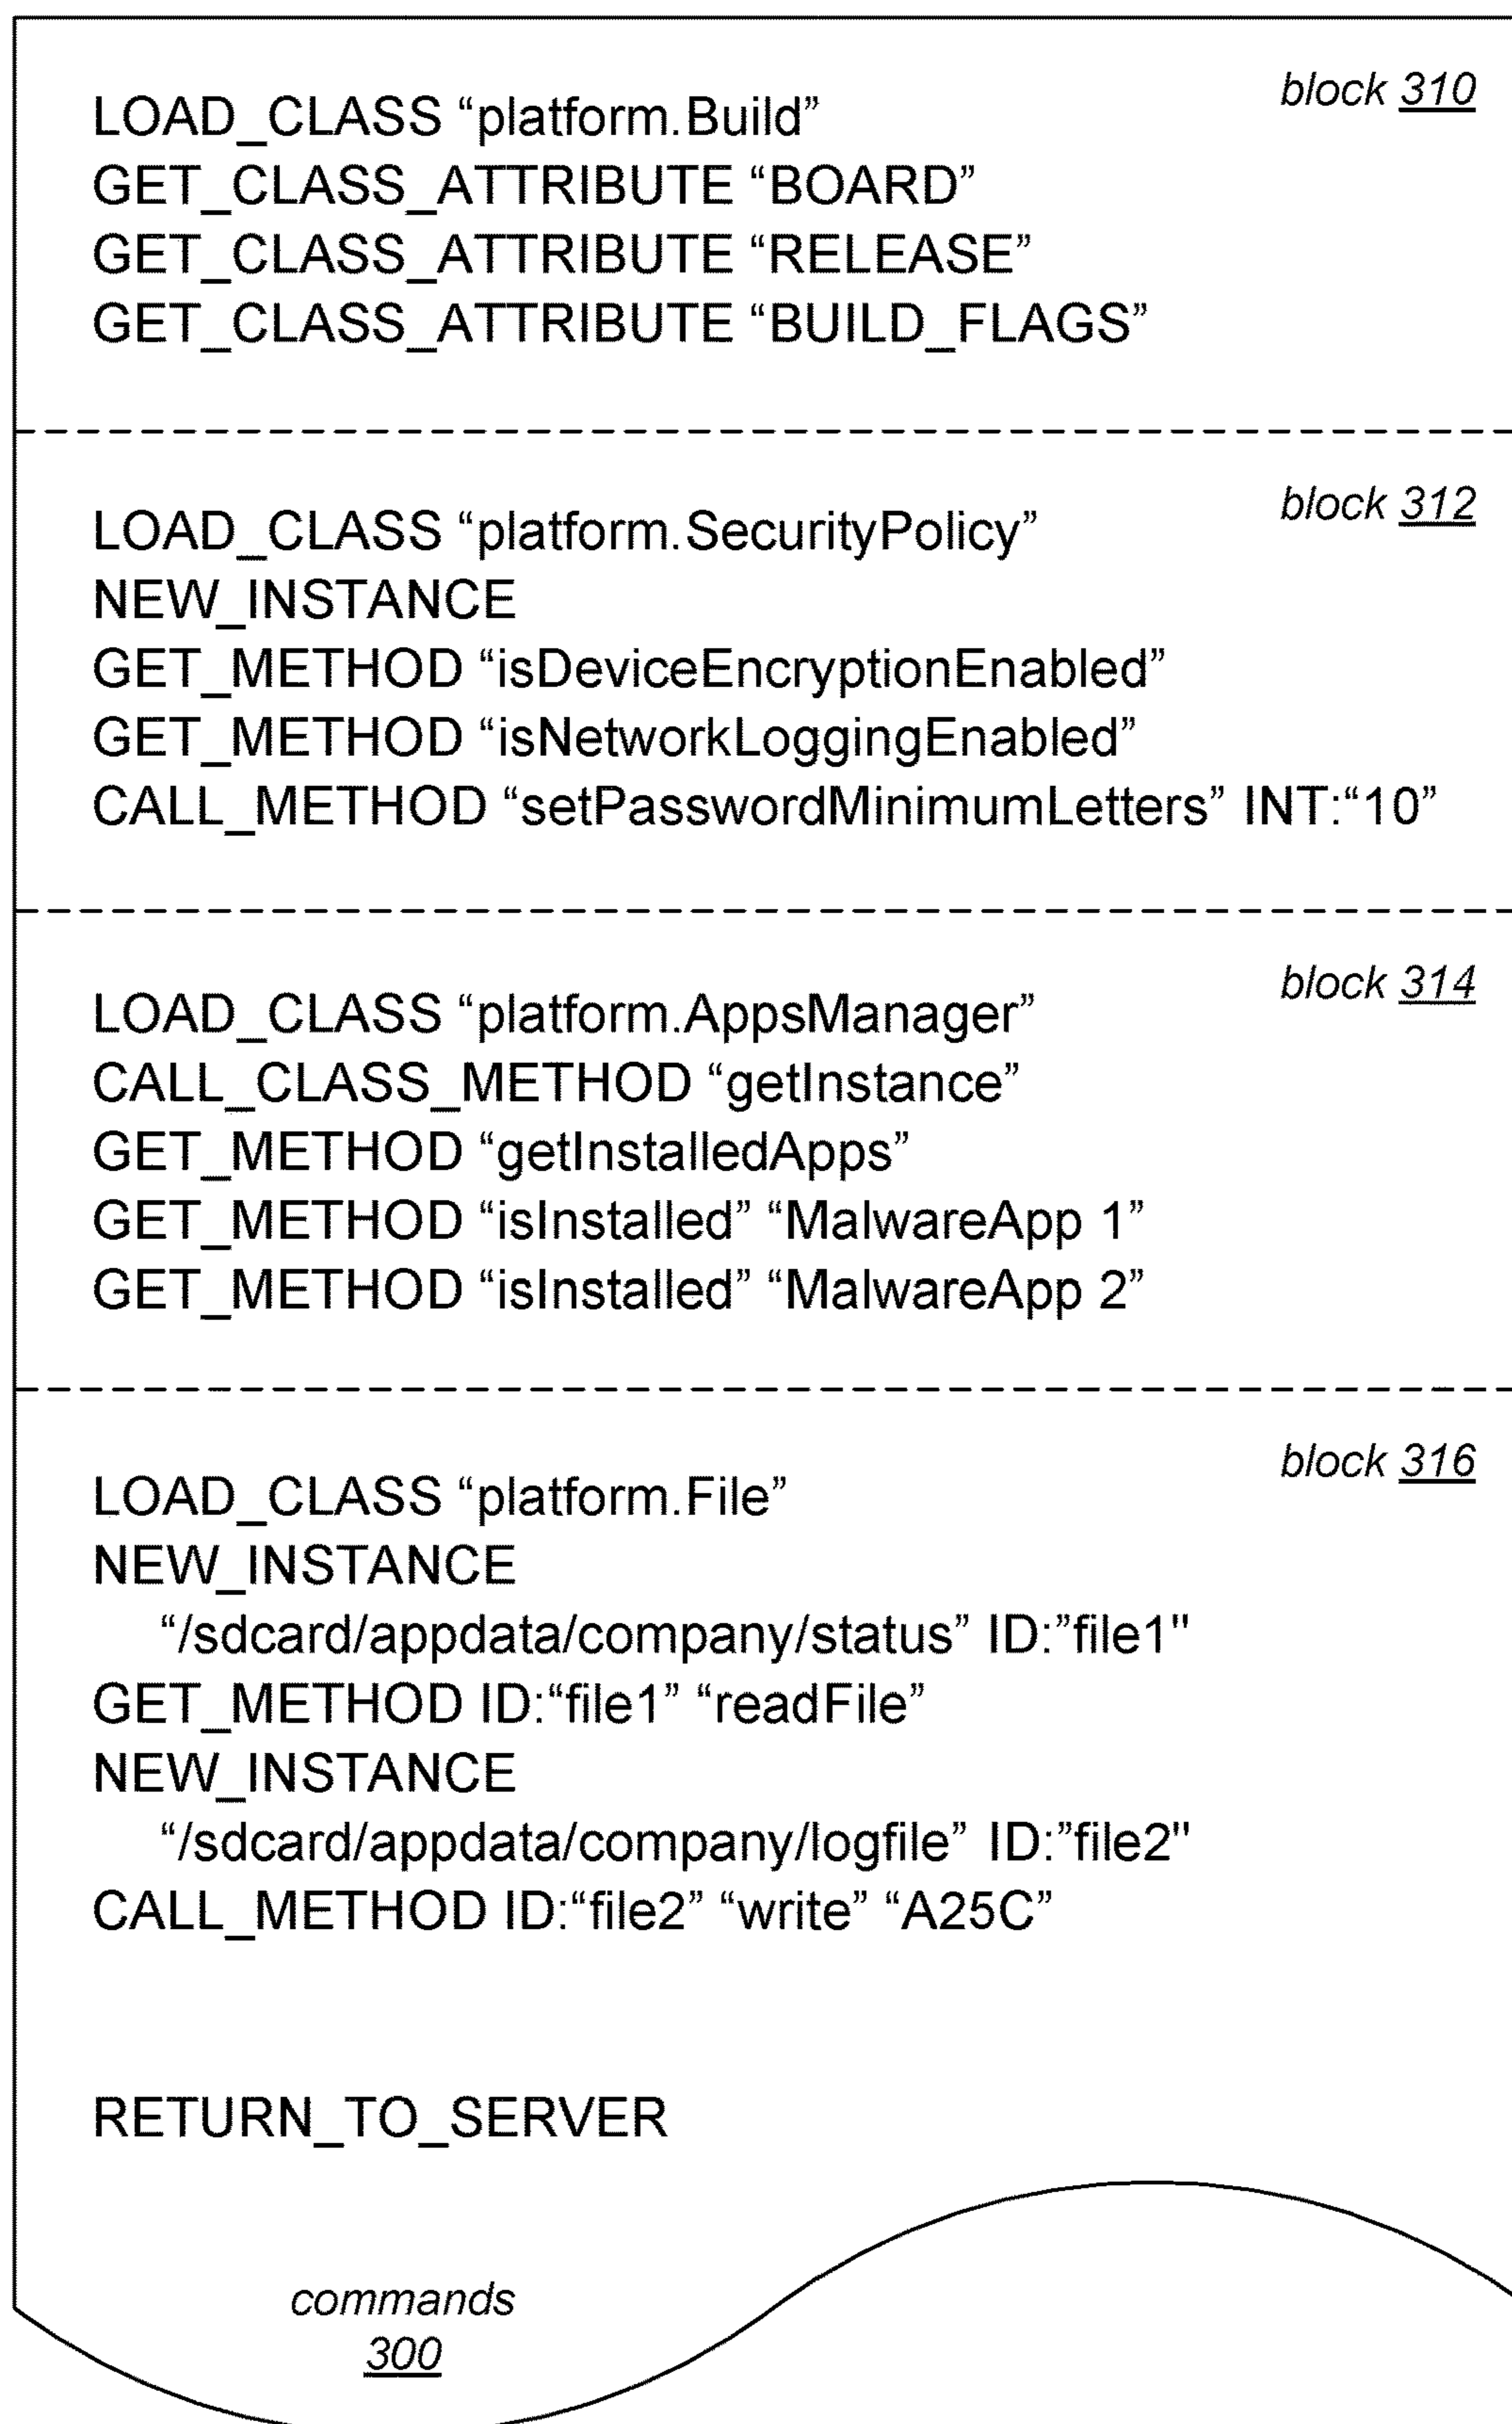 block 310
LOAD_CLASS “platform.Build”
GET_CLASS_ATTRIBUTE “BOARD”
GET_CLASS_ATTRIBUTE “RELEASE”
GET_CLASS_ATTRIBUTE “BUILD_FLAGS”
block 312
LOAD_CLASS “platform.SecurityPolicy”
NEW_INSTANCE
GET_METHOD “isDeviceEncryptionEnabled”
GET_METHOD “isNetworkLoggingEnabled”
CALL_METHOD “setPasswordMinimumLetters” INT:“10”
block 314
LOAD_CLASS “platform.AppsManager”
CALL_CLASS_METHOD “getInstance”
GET_METHOD “getInstalledApps”
GET_METHOD “isInstalled” “MalwareApp 1”
GET_METHOD “isInstalled” “MalwareApp 2”
block 316
LOAD_CLASS “platform.File”
NEW_INSTANCE
“/sdcard/appdata/company/status” ID:”file1"
GET_METHOD ID:“file1” “readFile”
NEW_INSTANCE
“/sdcard/appdata/company/logfile” ID:”file2"
CALL_METHOD ID:“file2” “write” “A25C”
RETURN_TO_SERVER
commands
300